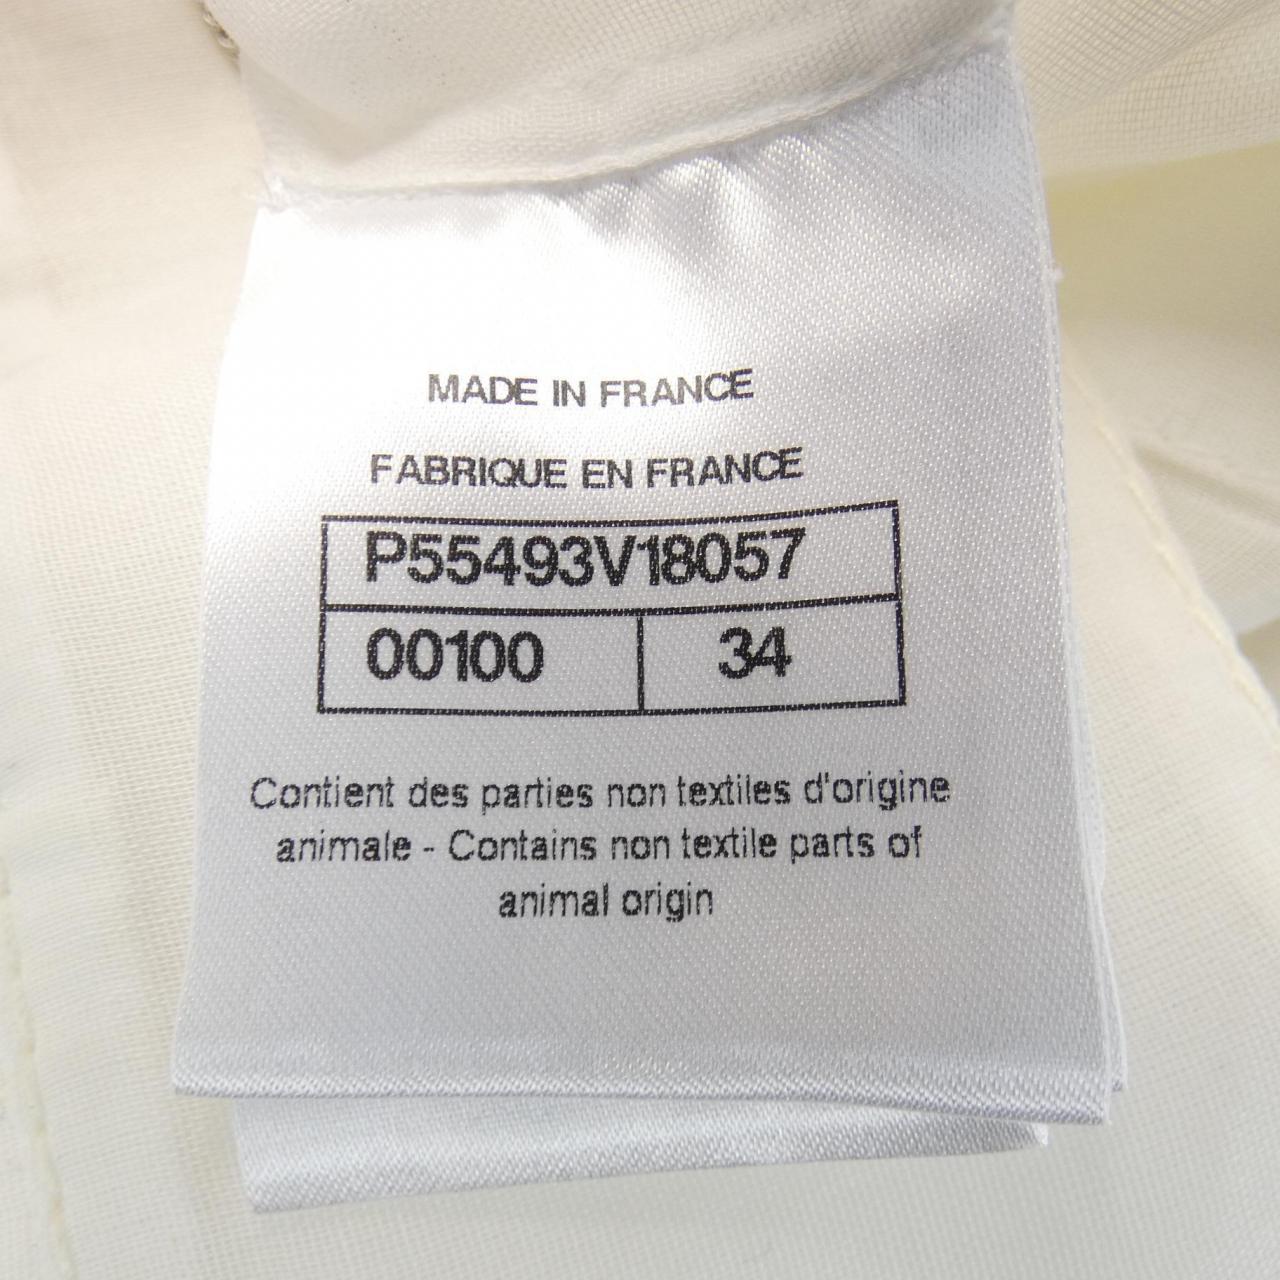 MADE IN FRANCE
FABRIQUE EN FRANCE
P55493V18057
00100 34
Contient des parties non textiles d'origine
animale - Contains non textile parts of
animal origin